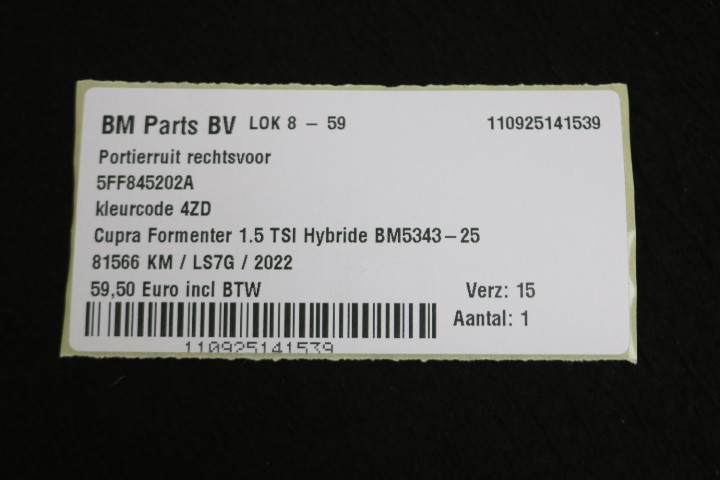 BM Parts BV LOK 8 - 59 110925141539
Portierruit rechtsvoor
5FF845202A
kleurcode 4ZD
Cupra Formenter 1.5 TSI Hybride BM5343-25
81566 KM / LS7G / 2022
59,50 Euro incl BTW Verz: 15
Aantal: 1
110925141539